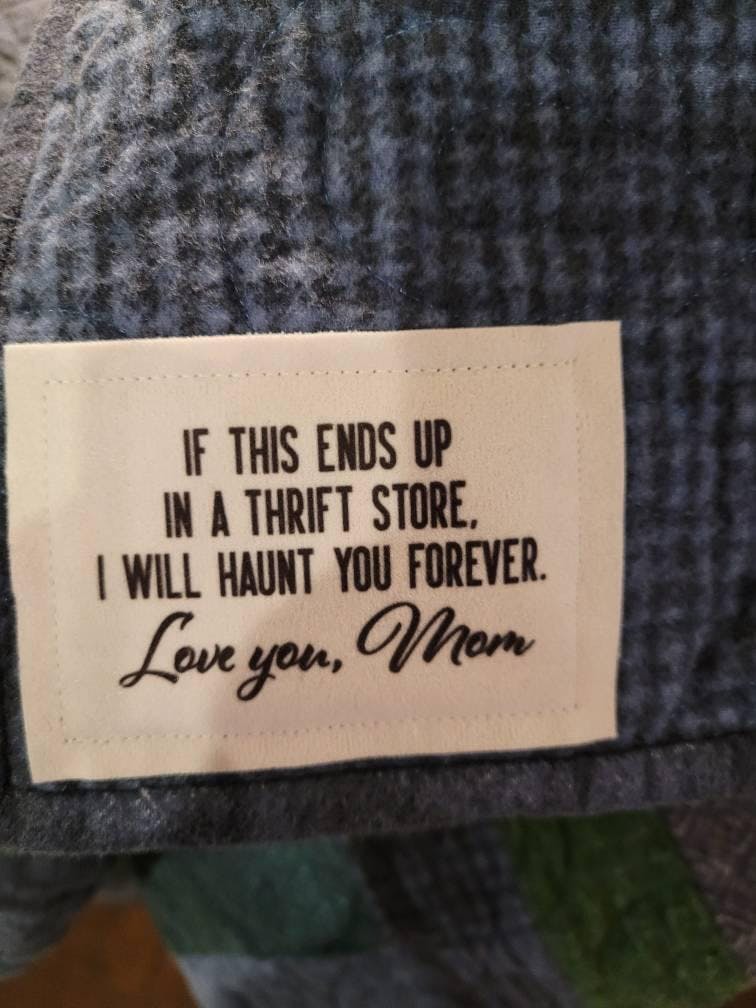 IF THIS ENDS UP
IN A THRIFT STORE,
I WILL HAUNT YOU FOREVER.
Love you, Mom